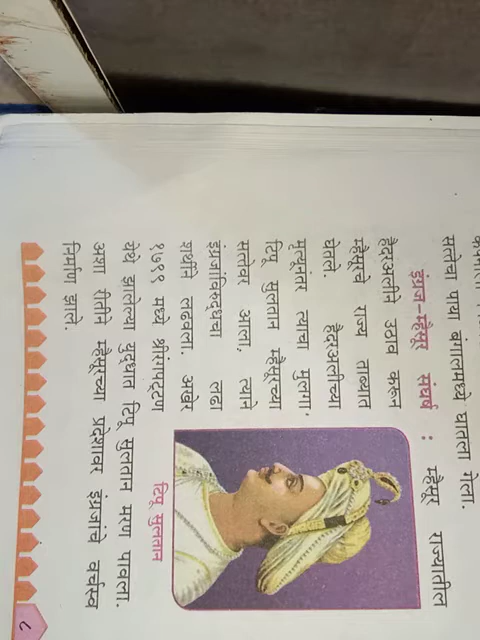 सत्तेचा पाया बंगालमध्ये घातला गेला.
इंग्रज-म्हैसूर संघर्ष : म्हैसूर राज्यातील
हैदरअलीने उठाव करून
म्हैसूरचे राज्य ताब्यात
घेतले. हैदरअलीच्या
मृत्यूनंतर त्याचा मुलगा
टिपू सुलतान म्हैसूरच्या
सत्तेवर आला. त्याने
इंग्रजांविरुद्धचा लढा
शर्थीने लढवला. अखेर
१७९९ मध्ये श्रीरंगपट्टण
येथे झालेल्या युद्धात टिपू सुलतान मरण पावला.
अशा रीतीने म्हैसूरच्या प्रदेशावर इंग्रजांचे वर्चस्व
निर्माण झाले.
टिपू सुलतान